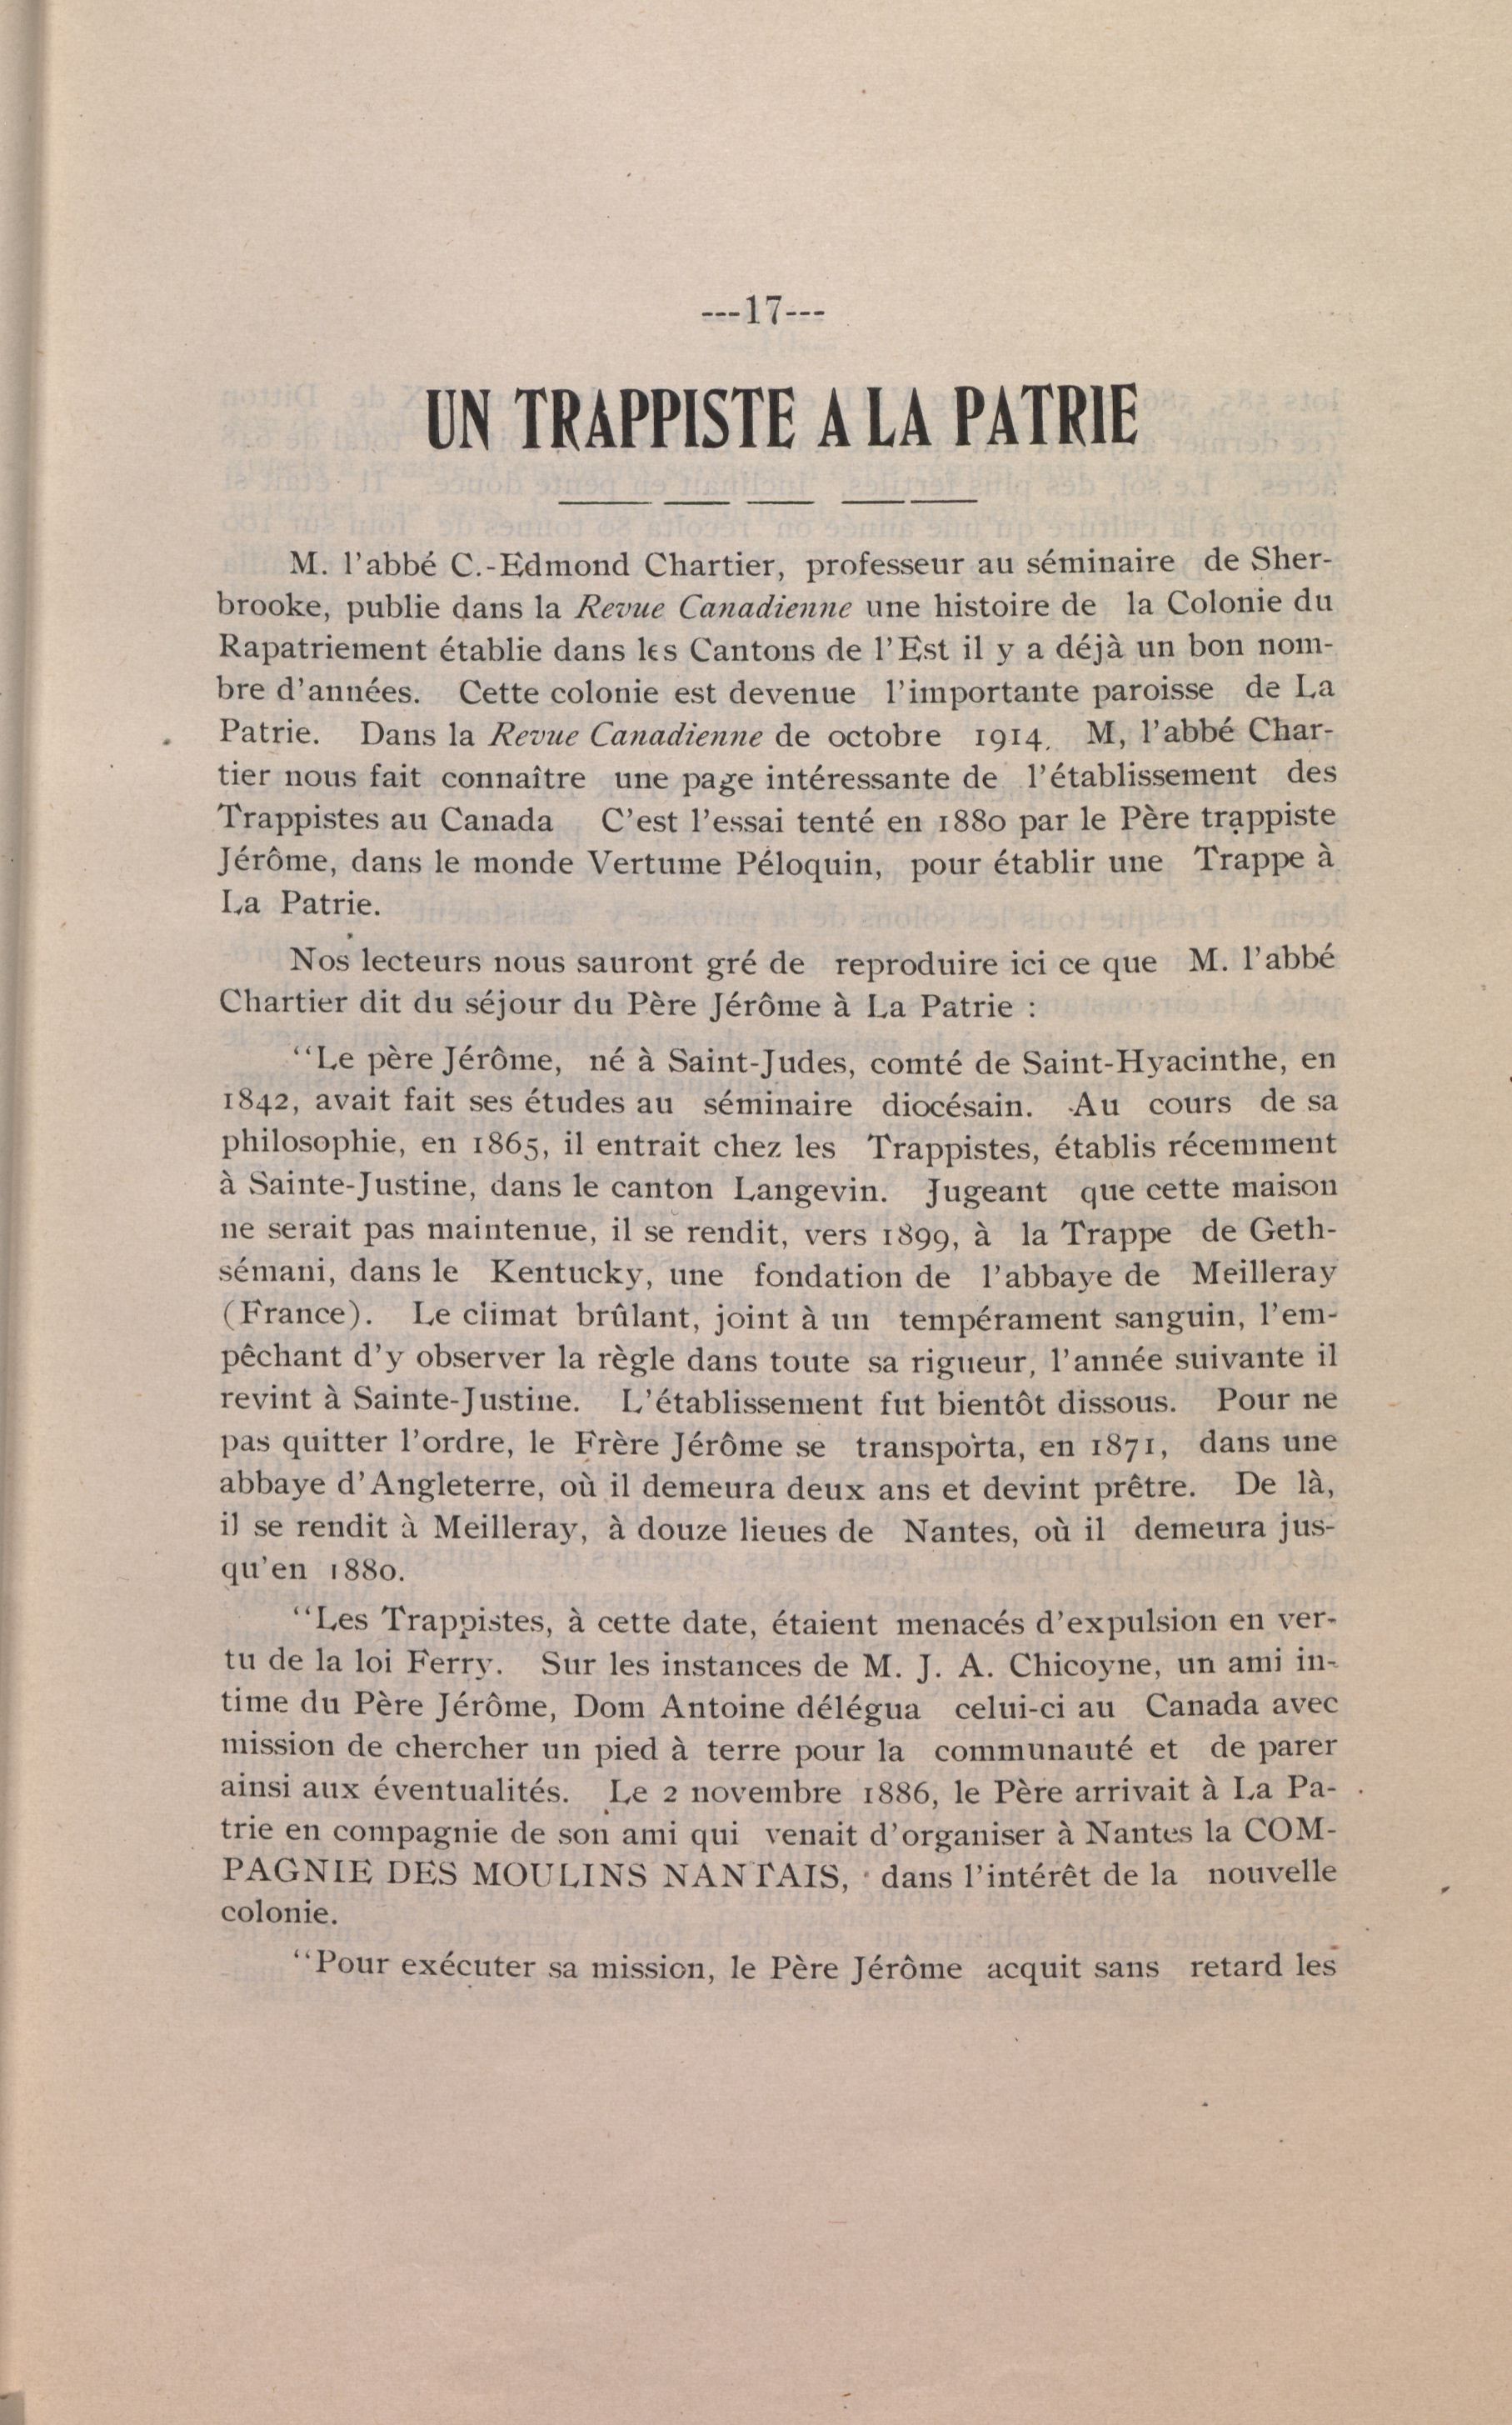 ---17---
UN TRAPPISTE A LA PATRIE
M. l'abbé C.-Edmond Chartier, professeur au séminaire de Sher-
brooke, publie dans la Revue Canadienne une histoire de la Colonie du
Rapatriement établie dans les Cantons de l'Est il y a déjà un bon nom-
bre d'années. Cette colonie est devenue l'importante paroisse de La
Patrie. Dans la Revue Canadienne de octobre 1914. M, l'abbé Char-
tier nous fait connaître une page intéressante de l'établissement des
Trappistes au Canada C'est l'essai tenté en 1880 par le Père trappiste
Jérôme, dans le monde Vertume Péloquin, pour établir une Trappe à
La Patrie.
Nos lecteurs nous sauront gré de reproduire ici ce que M. l'abbé
Chartier dit du séjour du Père Jérôme à La Patrie :
"Le père Jérôme, né à Saint-Judes, comté de Saint-Hyacinthe, en
1842, avait fait ses études au séminaire diocésain. Au cours de sa
philosophie, en 1865, il entrait chez les Trappistes, établis récemment
à Sainte-Justine, dans le canton Langevin. Jugeant que cette maison
ne serait pas maintenue, il se rendit, vers 1899, à la Trappe de Geth-
sémani, dans le Kentucky, une fondation de l'abbaye de Meilleray
(France). Le climat brûlant, joint à un tempérament sanguin, l'em-
pêchant d'y observer la règle dans toute sa rigueur, l'année suivante il
revint à Sainte-Justine. L'établissement fut bientôt dissous. Pour ne
pas quitter l'ordre, le Frère Jérôme se transporta, en 1871, dans une
abbaye d'Angleterre, où il demeura deux ans et devint prêtre. De là,
il se rendit à Meilleray, à douze lieues de Nantes, où il demeura jus-
qu'en 1880.
"Les Trappistes, à cette date, étaient menacés d'expulsion en ver-
tu de la loi Ferry. Sur les instances de M. J. A. Chicoyne, un ami in-
time du Père Jérôme, Dom Antoine délégua celui-ci au Canada avec
mission de chercher un pied à terre pour la communauté et de parer
ainsi aux éventualités. Le 2 novembre 1886, le Père arrivait à La Pa-
trie en compagnie de son ami qui venait d'organiser à Nantes la COM-
PAGNIE DES MOULINS NANTAIS, dans l'intérêt de la nouvelle
colonie.
"Pour exécuter sa mission, le Père Jérôme acquit sans retard les